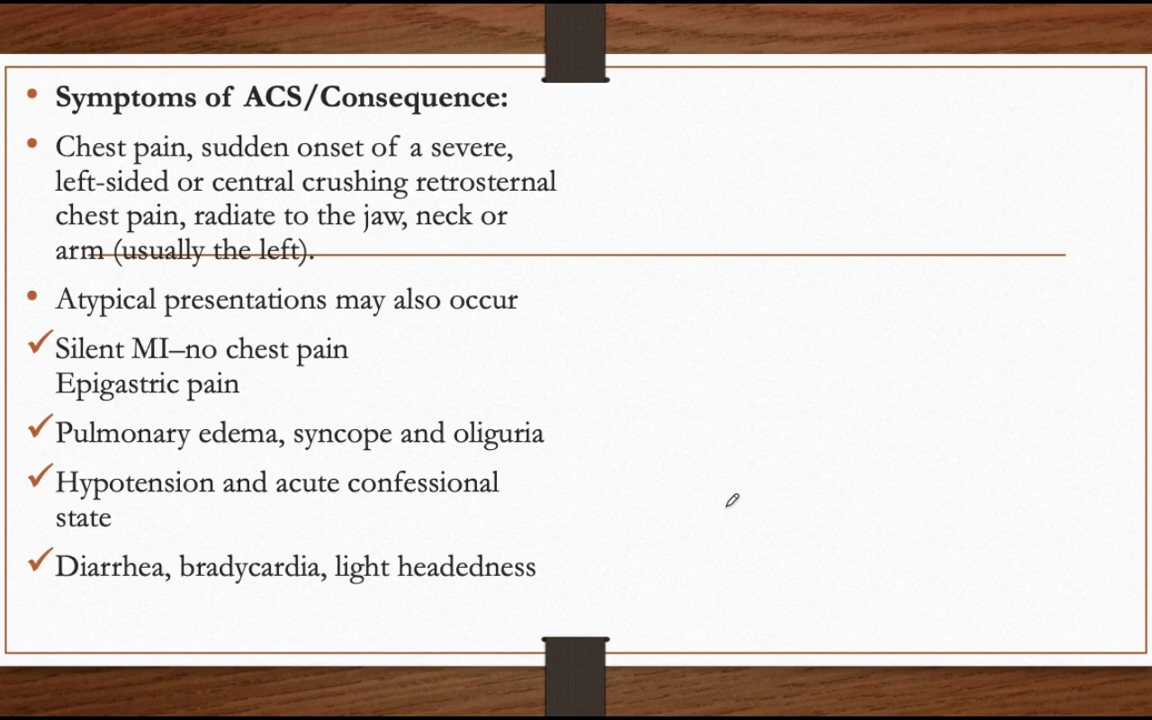 • Symptoms of ACS/Consequence:
• Chest pain, sudden onset of a severe,
left-sided or central crushing retrosternal
chest pain, radiate to the jaw, neck or
arm (usually the left).
• Atypical presentations may also occur
✓Silent MI–no chest pain
Epigastric pain
✓Pulmonary edema, syncope and oliguria
✓Hypotension and acute confessional
state
✓Diarrhea, bradycardia, light headedness